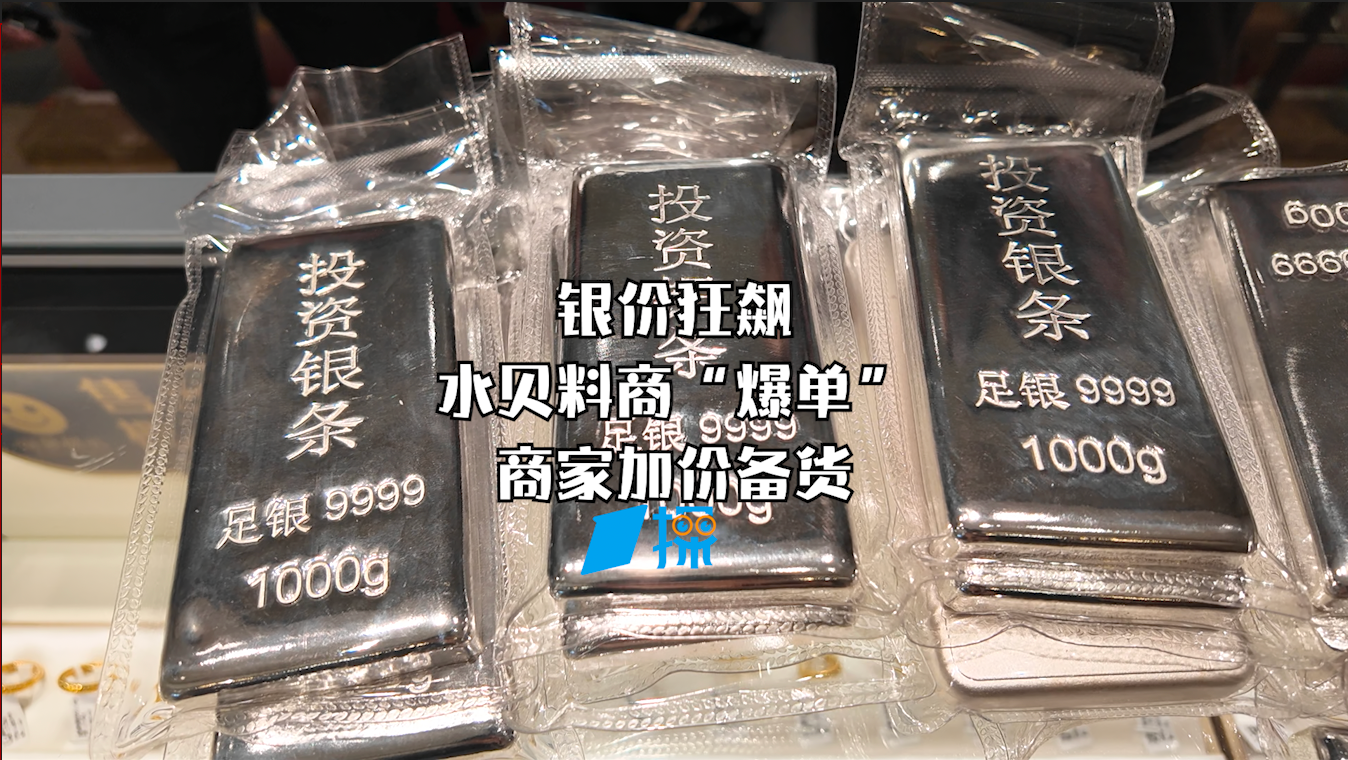 银价狂飙
水贝料商“爆单”
商家加价备货
探
投资银条
足银 9999
1000g
投资
条
足银 9999
投资银条
足银 9999
1000g